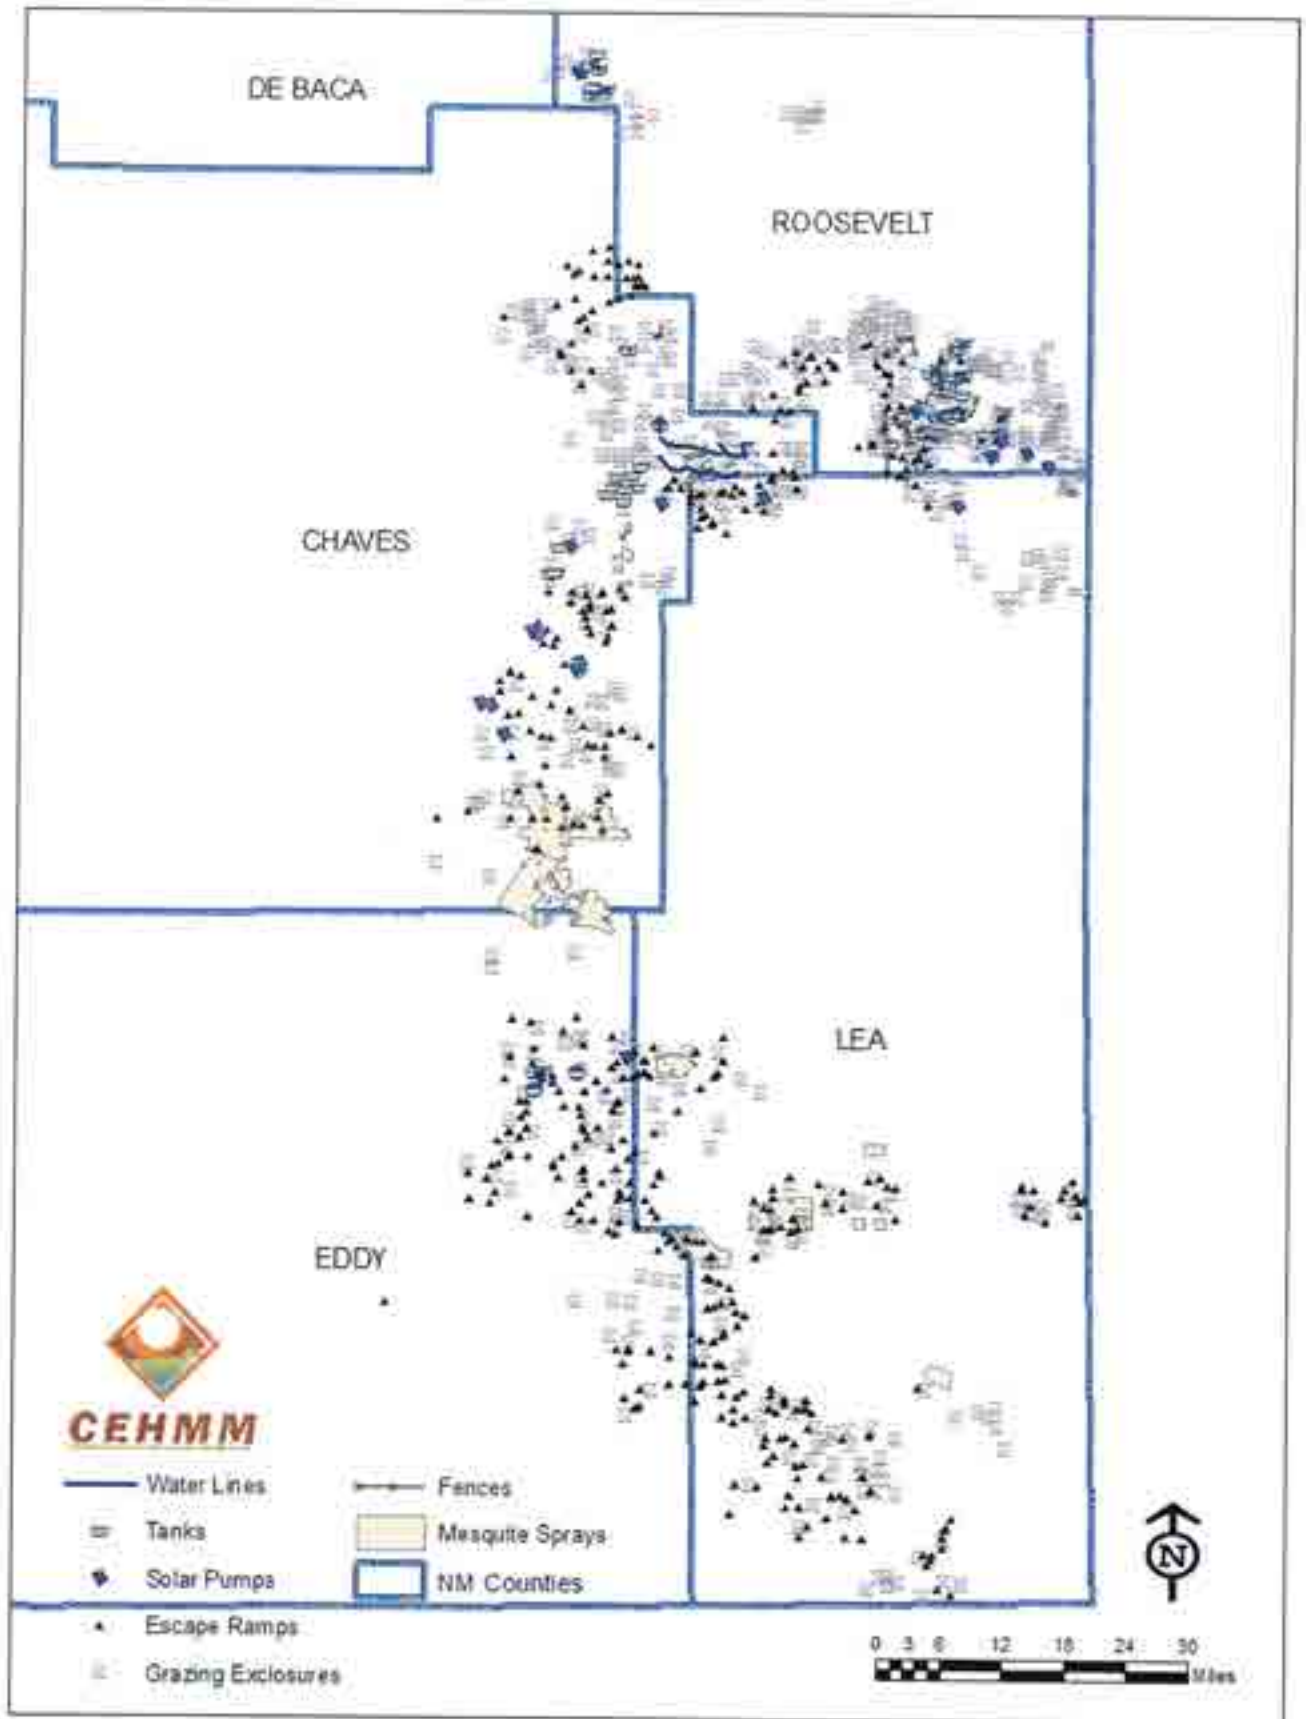 DE BACA
ROOSEVELT
CHAVES
LEA
EDDY
CEHMM
Water Lines
Tanks
Solar Pumps
Escape Ramps
Grazing Exclosures
Fences
Mesquite Sprays
NM Counties
N
0 3 6 12 18 24 30
Miles